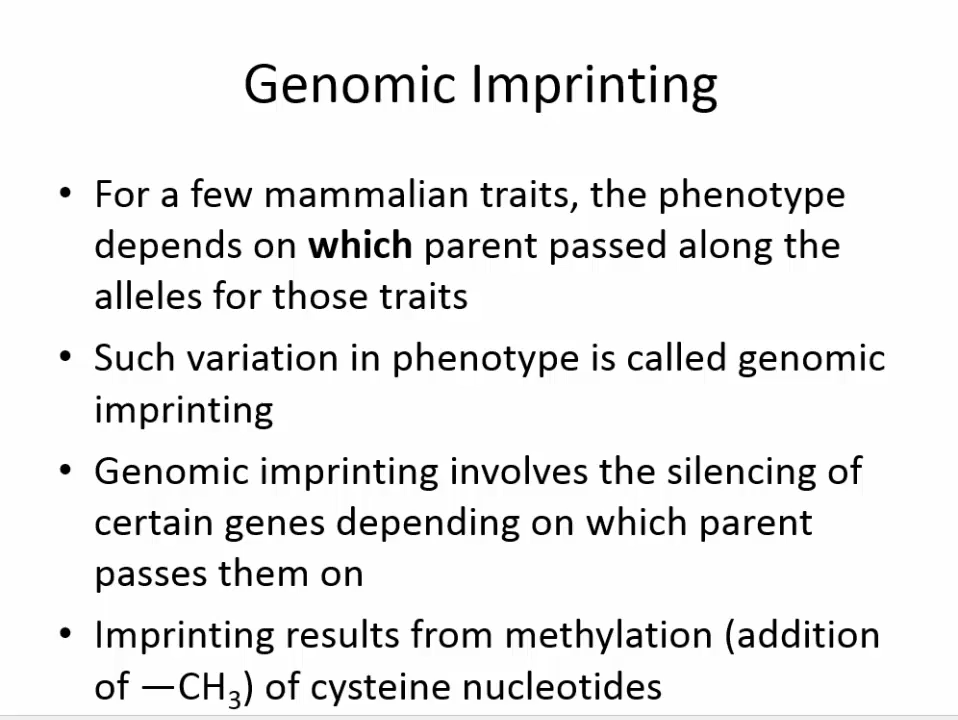 Genomic Imprinting
• For a few mammalian traits, the phenotype
depends on which parent passed along the
alleles for those traits
• Such variation in phenotype is called genomic
imprinting
• Genomic imprinting involves the silencing of
certain genes depending on which parent
passes them on
• Imprinting results from methylation (addition
of —CH₃) of cysteine nucleotides